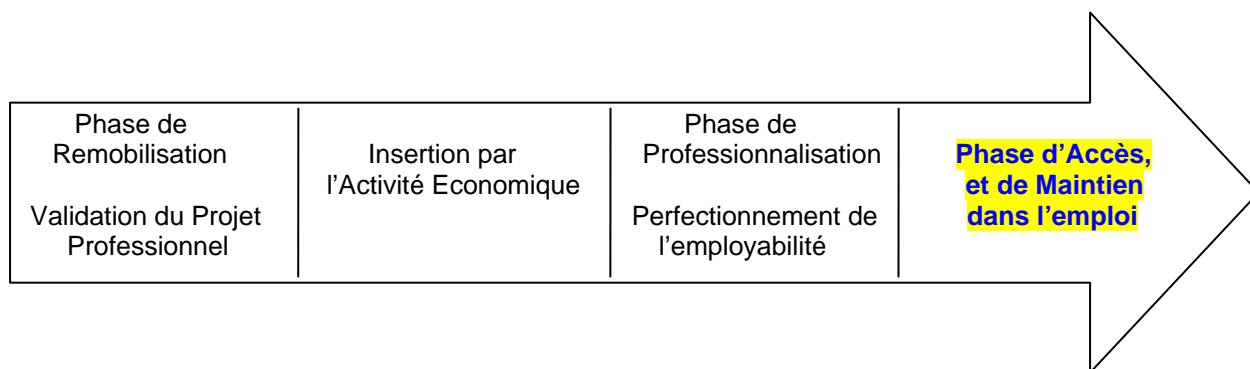 Phase de
Remobilisation
Validation du Projet
Professionnel
Insertion par
l’Activité Economique
Phase de
Professionnalisation
Perfectionnement de
l’employabilité
Phase d’Accès,
et de Maintien
dans l’emploi